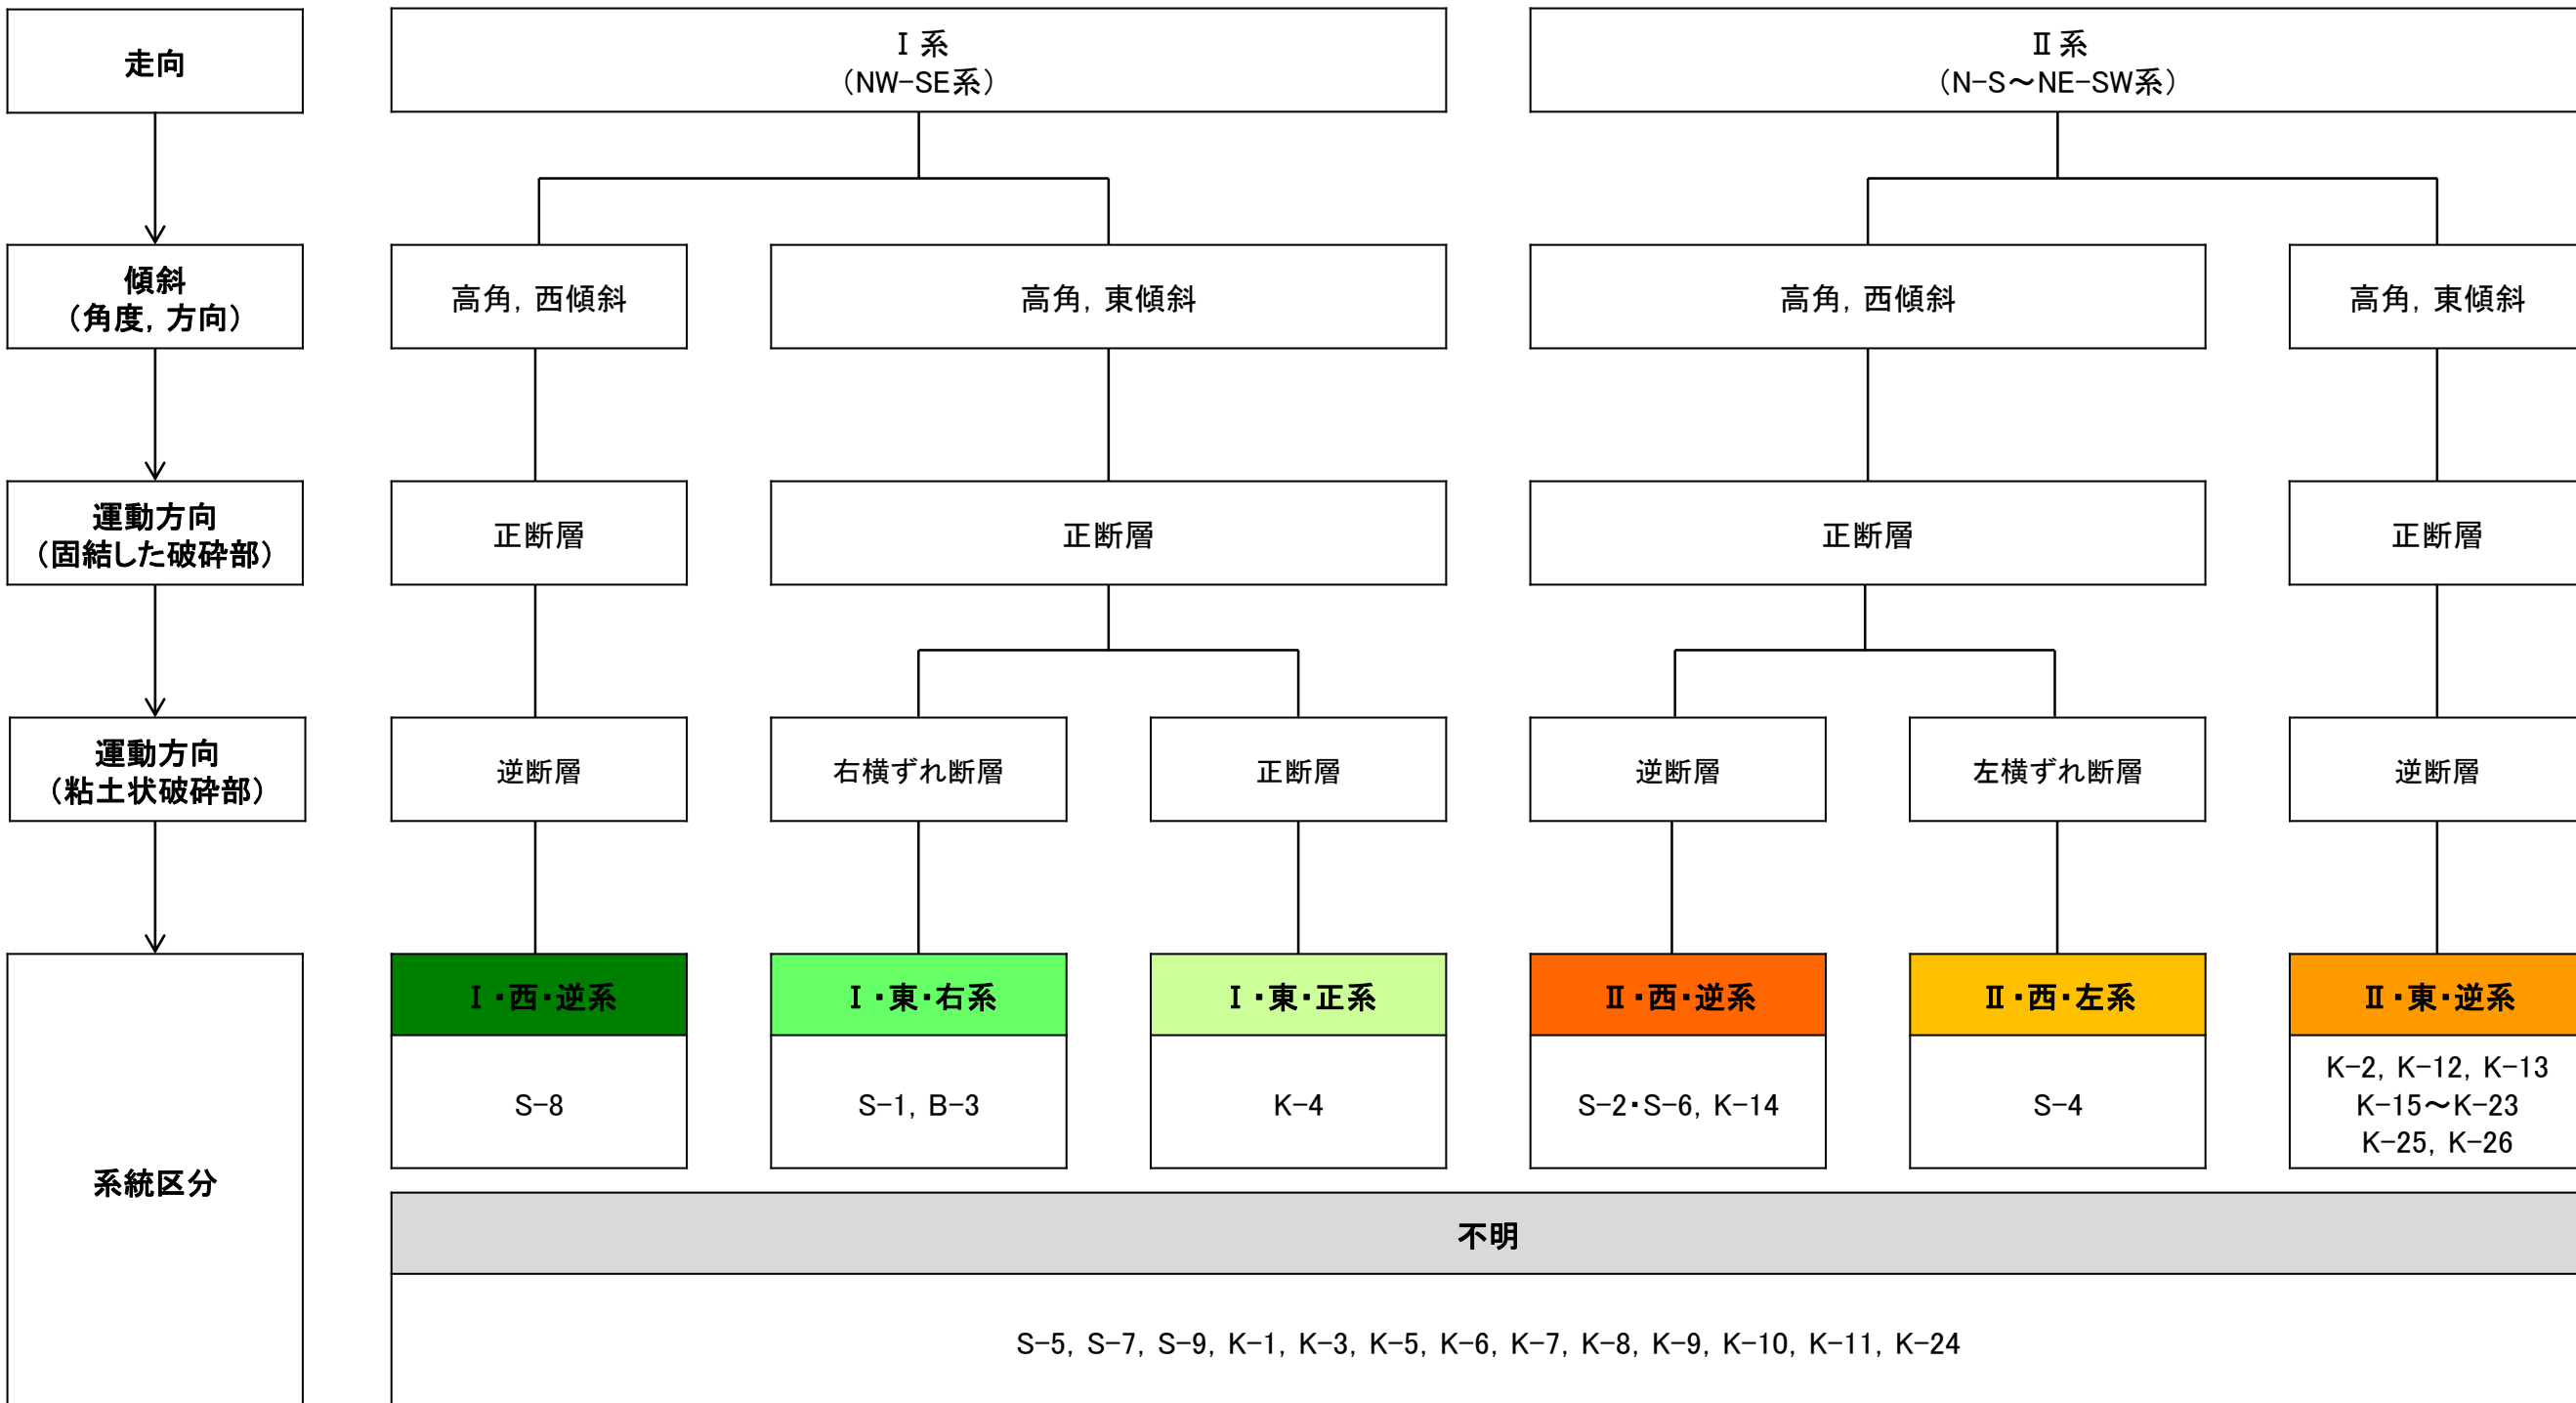 走向
Ⅰ系
（NW−SE系）
Ⅱ系
（N−S～NE−SW系）
傾斜
（角度，方向）
高角，西傾斜
高角，東傾斜
高角，西傾斜
高角，東傾斜
運動方向
（固結した破砕部）
正断層
正断層
正断層
正断層
運動方向
（粘土状破砕部）
逆断層
右横ずれ断層
正断層
逆断層
左横ずれ断層
逆断層
系統区分
Ⅰ・西・逆系
Ⅰ・東・右系
Ⅰ・東・正系
Ⅱ・西・逆系
Ⅱ・西・左系
Ⅱ・東・逆系
S−8
S−1，B−3
K−4
S−2・S−6，K−14
S−4
K−2，K−12，K−13
K−15～K−23
K−25，K−26
不明
S−5，S−7，S−9，K−1，K−3，K−5，K−6，K−7，K−8，K−9，K−10，K−11，K−24